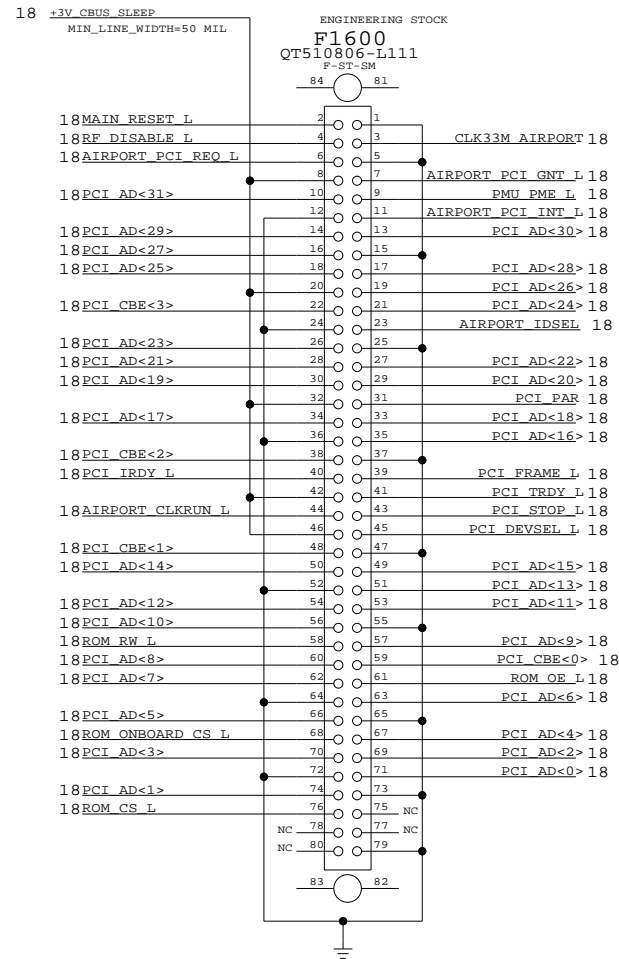 18 +3V_CBUS_SLEEP
MIN_LINE_WIDTH=50 MIL
ENGINEERING STOCK
F1600
QT510806-L111
F-ST-SM
84 81
2 1
18 MAIN_RESET_L
18 RF_DISABLE_L 4 3 CLK33M_AIRPORT 18
18 AIRPORT_PCI_REQ_L 6 5
8 7 AIRPORT_PCI_GNT_L 18
18 PCI_AD<31> 10 9 PMU_PME_L 18
12 11 AIRPORT_PCI_INT_L 18
18 PCI_AD<29> 14 13 PCI_AD<30> 18
18 PCI_AD<27> 16 15
18 PCI_AD<25> 18 17 PCI_AD<28> 18
20 19 PCI_AD<26> 18
18 PCI_CBE<3> 22 21 PCI_AD<24> 18
24 23 AIRPORT_IDSEL 18
18 PCI_AD<23> 26 25
18 PCI_AD<21> 28 27 PCI_AD<22> 18
18 PCI_AD<19> 30 29 PCI_AD<20> 18
32 31 PCI_PAR 18
18 PCI_AD<17> 34 33 PCI_AD<18> 18
36 35 PCI_AD<16> 18
18 PCI_CBE<2> 38 37
18 PCI_IRDY_L 40 39 PCI_FRAME_L 18
42 41 PCI_TRDY_L 18
18 AIRPORT_CLKRUN_L 44 43 PCI_STOP_L 18
46 45 PCI_DEVSEL_L 18
18 PCI_CBE<1> 48 47
18 PCI_AD<14> 50 49 PCI_AD<15> 18
52 51 PCI_AD<13> 18
18 PCI_AD<12> 54 53 PCI_AD<11> 18
18 PCI_AD<10> 56 55
18 ROM_RW_L 58 57 PCI_AD<9> 18
18 PCI_AD<8> 60 59 PCI_CBE<0> 18
18 PCI_AD<7> 62 61 ROM_OE_L 18
64 63 PCI_AD<6> 18
18 PCI_AD<5> 66 65
18 ROM_ONBOARD_CS_L 68 67 PCI_AD<4> 18
18 PCI_AD<3> 70 69 PCI_AD<2> 18
72 71 PCI_AD<0> 18
18 PCI_AD<1> 74 73
18 ROM_CS_L 76 75 NC
NC 78 77 NC
NC 80 79
83 82